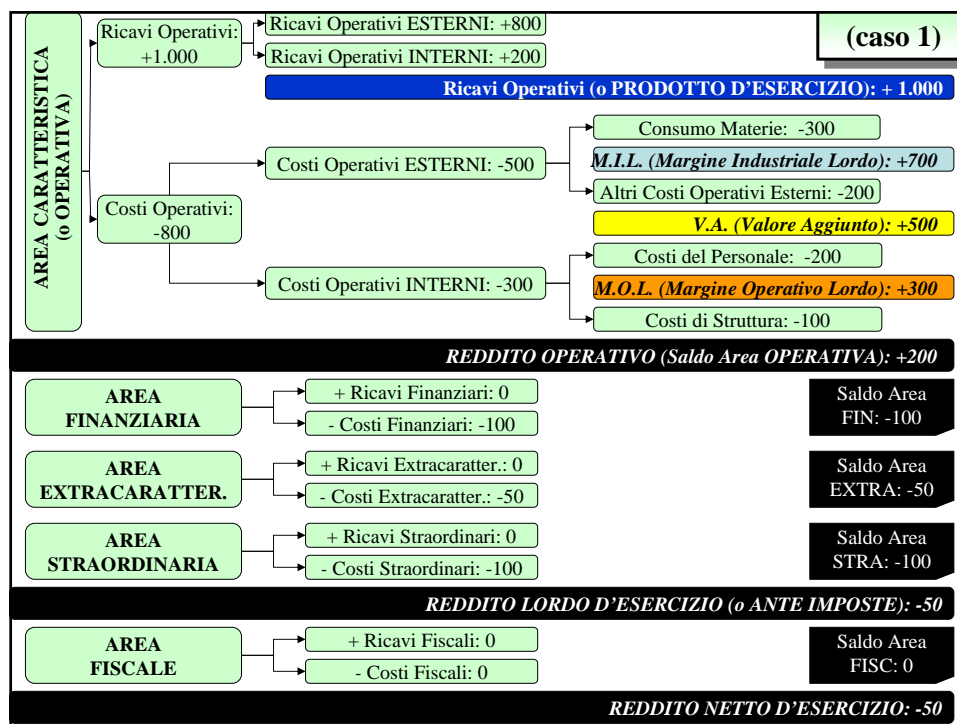 AREA CARATTERISTICA
(o OPERATIVA)
Ricavi Operativi:
+1.000
Ricavi Operativi ESTERNI: +800
Ricavi Operativi INTERNI: +200
(caso 1)
Ricavi Operativi (o PRODOTTO D'ESERCIZIO): + 1.000
Costi Operativi:
-800
Costi Operativi ESTERNI: -500
Consumo Materie: -300
M.I.L. (Margine Industriale Lordo): +700
Altri Costi Operativi Esterni: -200
V.A. (Valore Aggiunto): +500
Costi Operativi INTERNI: -300
Costi del Personale: -200
M.O.L. (Margine Operativo Lordo): +300
Costi di Struttura: -100
REDDITO OPERATIVO (Saldo Area OPERATIVA): +200
AREA
FINANZIARIA
+ Ricavi Finanziari: 0
- Costi Finanziari: -100
Saldo Area
FIN: -100
AREA
EXTRACARATTER.
+ Ricavi Extracaratter.: 0
- Costi Extracaratter.: -50
Saldo Area
EXTRA: -50
AREA
STRAORDINARIA
+ Ricavi Straordinari: 0
- Costi Straordinari: -100
Saldo Area
STRA: -100
REDDITO LORDO D'ESERCIZIO (o ANTE IMPOSTE): -50
AREA
FISCALE
+ Ricavi Fiscali: 0
- Costi Fiscali: 0
Saldo Area
FISC: 0
REDDITO NETTO D'ESERCIZIO: -50